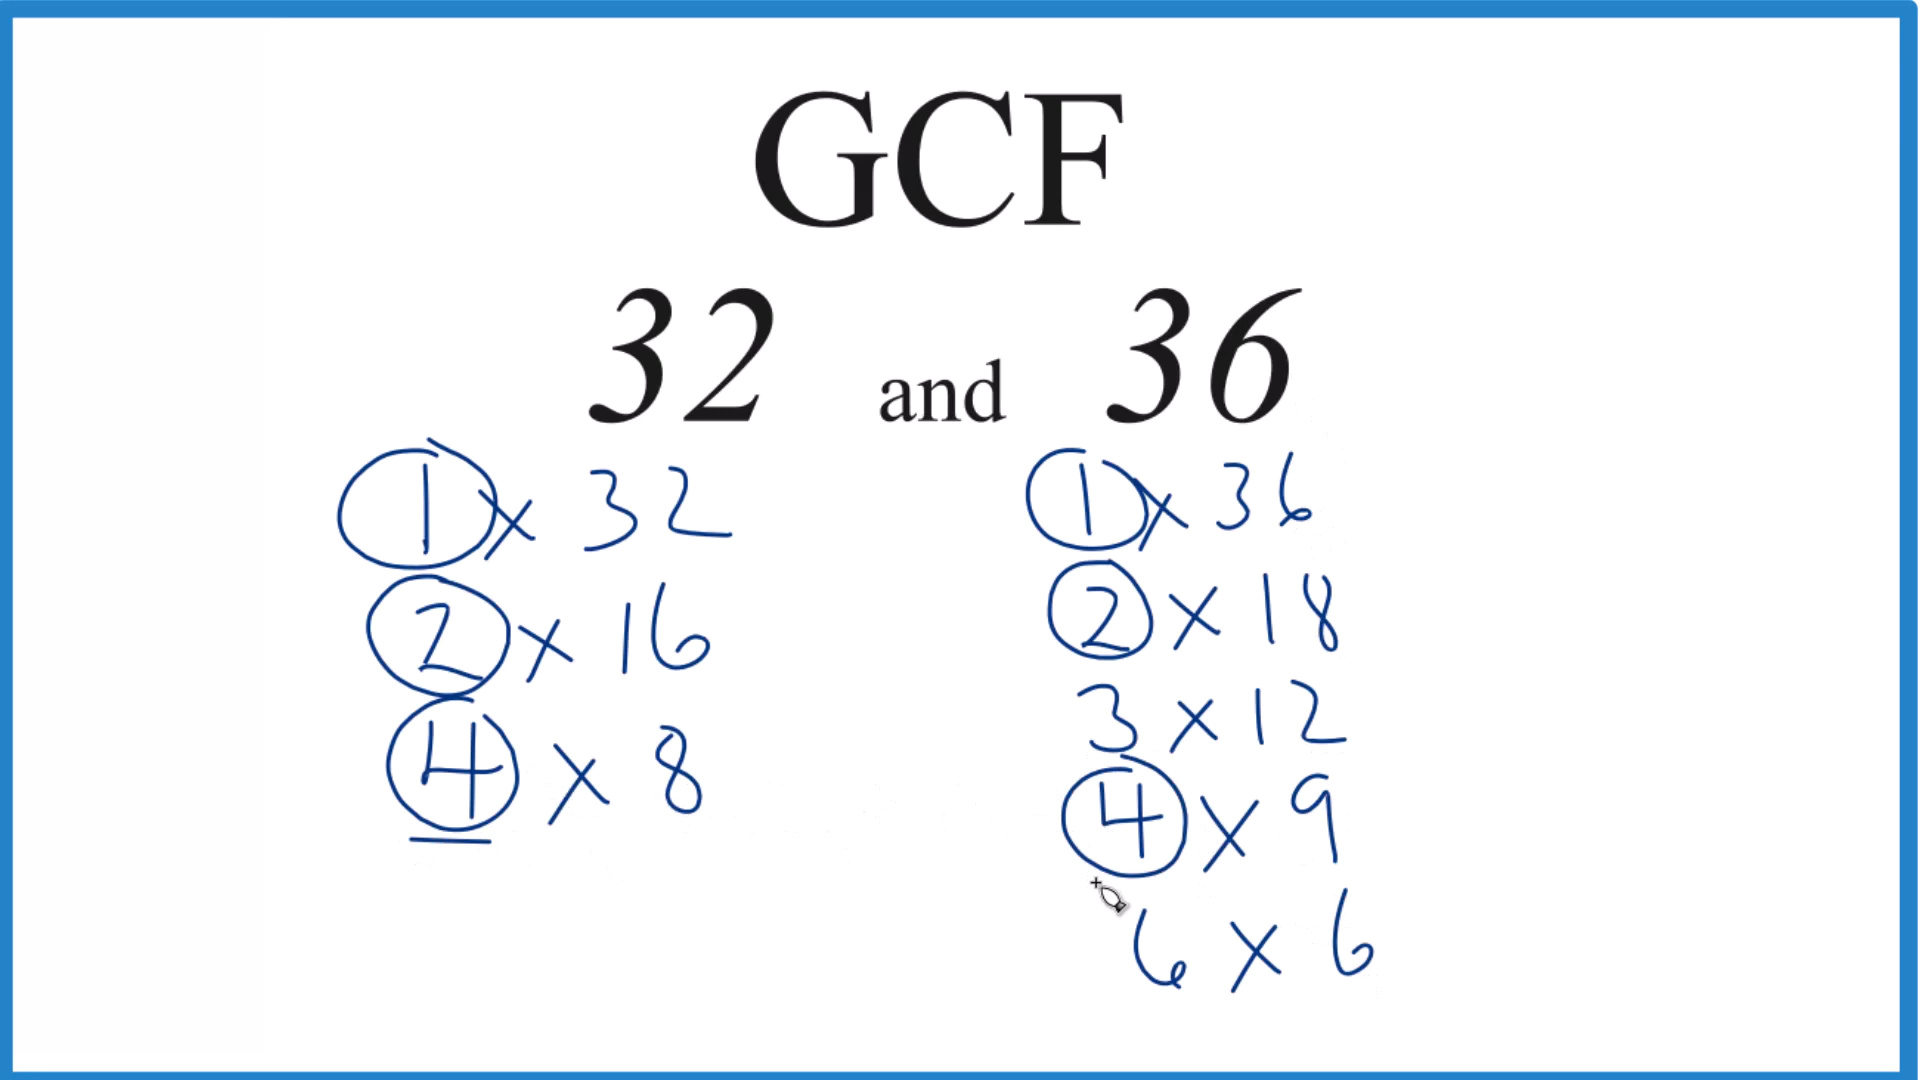 GCF
32 and 36
1 x 32
2 x 16
4 x 8
1 x 36
2 x 18
3 x 12
4 x 9
6 x 6